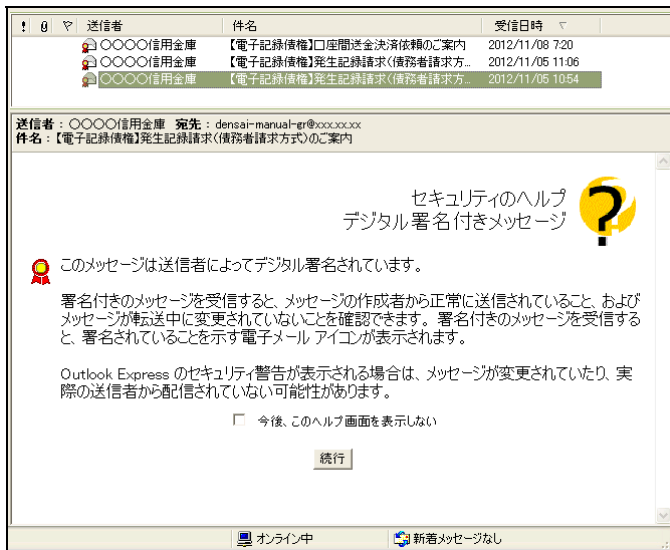 ! 送信者 件名 受信日時
〇〇〇〇信用金庫 【電子記録債権】口座間送金決済依頼のご案内 2012/11/08 7:20
〇〇〇〇信用金庫 【電子記録債権】発生記録請求(債務者請求方... 2012/11/05 11:06
〇〇〇〇信用金庫 【電子記録債権】発生記録請求(債務者請求方... 2012/11/05 10:54
送信者: 〇〇〇〇信用金庫 宛先: densai-manual-gr@xxx.xx.xx
件名: 【電子記録債権】発生記録請求(債務者請求方式)のご案内
セキュリティのヘルプ
デジタル署名付きメッセージ
このメッセージは送信者によってデジタル署名されています。
署名付きのメッセージを受信すると、メッセージの作成者から正常に送信されていること、および
メッセージが転送中に変更されていないことを確認できます。署名付きのメッセージを受信する
と、署名されていることを示す電子メール アイコンが表示されます。
Outlook Express のセキュリティ警告が表示される場合は、メッセージが変更されていたり、実
際の送信者から配信されていない可能性があります。
今後、このヘルプ画面を表示しない
続行
オンライン中 新着メッセージなし